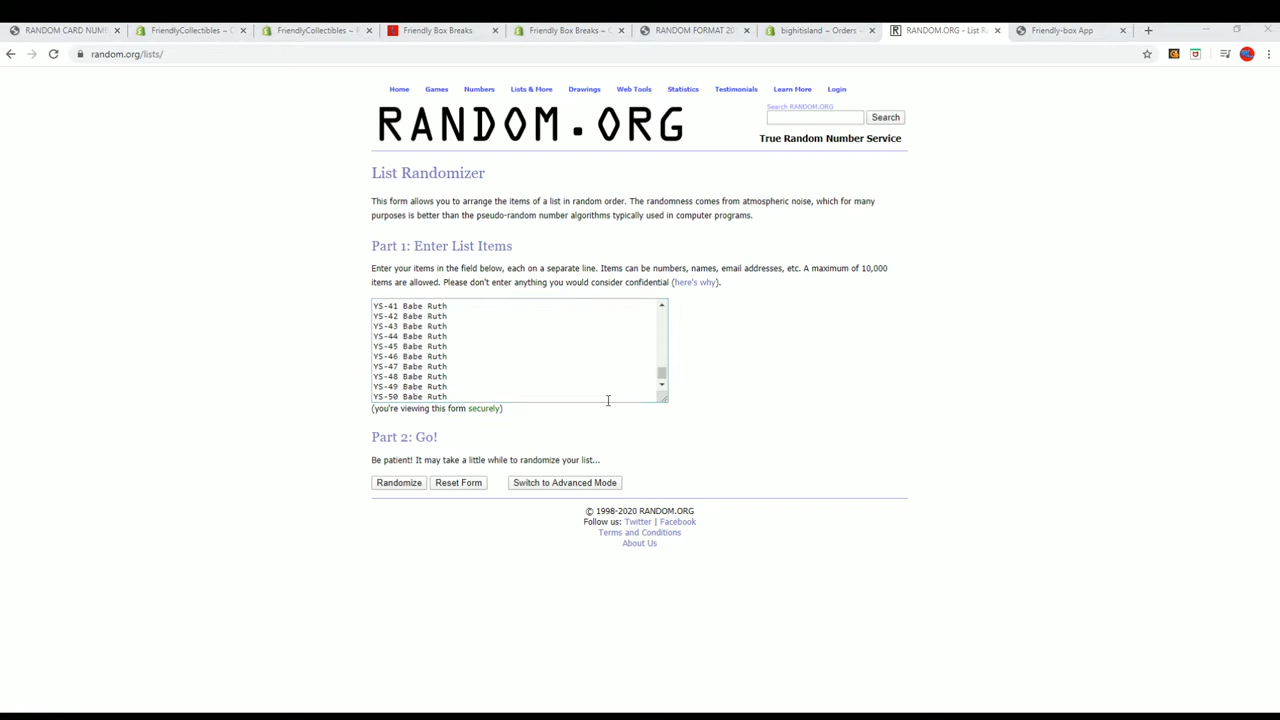 RANDOM CARD NUM
FriendlyCollectibles – C
FriendlyCollectibles ~
Friendly Box Breaks
Friendly Box Breaks ~ C
RANDOM FORMAT 20
bighitisland ~ Orders
RANDOM.ORG - List R
Friendly-box App
random.org/lists/
Home Games Numbers Lists & More Drawings Web Tools Statistics Testimonials Learn More Login
RANDOM.ORG
Search RANDOM.ORG
Search
True Random Number Service
List Randomizer
This form allows you to arrange the items of a list in random order. The randomness comes from atmospheric noise, which for many
purposes is better than the pseudo-random number algorithms typically used in computer programs.
Part 1: Enter List Items
Enter your items in the field below, each on a separate line. Items can be numbers, names, email addresses, etc. A maximum of 10,000
items are allowed. Please don't enter anything you would consider confidential (here's why).
YS-41 Babe Ruth
YS-42 Babe Ruth
YS-43 Babe Ruth
YS-44 Babe Ruth
YS-45 Babe Ruth
YS-46 Babe Ruth
YS-47 Babe Ruth
YS-48 Babe Ruth
YS-49 Babe Ruth
YS-50 Babe Ruth
(you're viewing this form securely)
Part 2: Go!
Be patient! It may take a little while to randomize your list...
Randomize Reset Form Switch to Advanced Mode
© 1998-2020 RANDOM.ORG
Follow us: Twitter | Facebook
Terms and Conditions
About Us